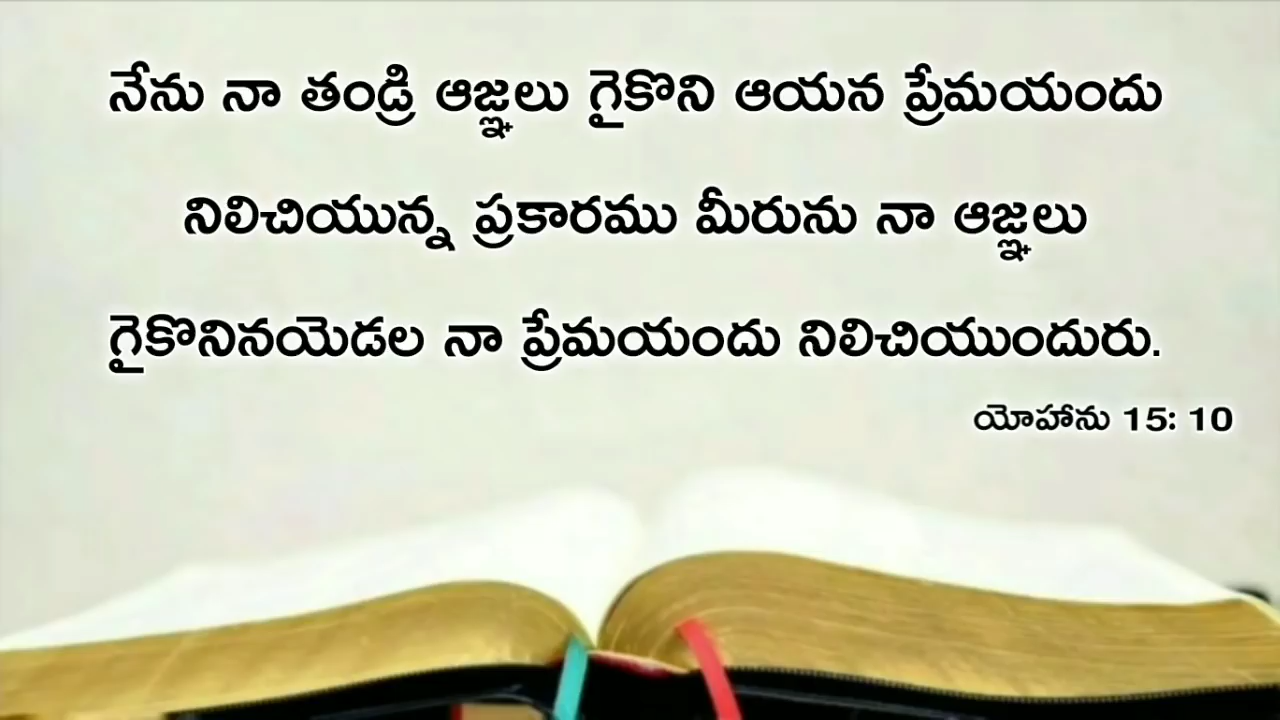 నేను నా తండ్రి ఆజ్ఞలు గైకొని ఆయన ప్రేమయందు
నిలిచియున్న ప్రకారము మీరును నా ఆజ్ఞలు
గైకొనినయెడల నా ప్రేమయందు నిలిచియుందురు.
యోహాను 15: 10